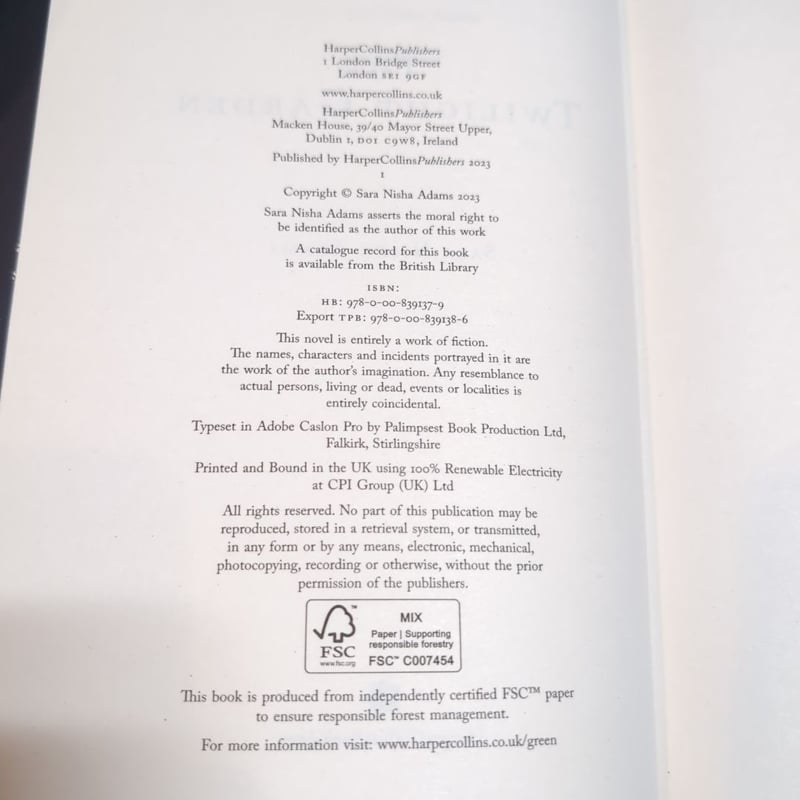 HarperCollinsPublishers
1 London Bridge Street
London SE1 9GF
www.harpercollins.co.uk
HarperCollinsPublishers
Macken House, 39/40 Mayor Street Upper,
Dublin 1, D01 C9W8, Ireland
Published by HarperCollinsPublishers 2023
1
Copyright © Sara Nisha Adams 2023
Sara Nisha Adams asserts the moral right to
be identified as the author of this work
A catalogue record for this book
is available from the British Library
ISBN:
HB: 978-0-00-839137-9
Export TPB: 978-0-00-839138-6
This novel is entirely a work of fiction.
The names, characters and incidents portrayed in it are
the work of the author's imagination. Any resemblance to
actual persons, living or dead, events or localities is
entirely coincidental.
Typeset in Adobe Caslon Pro by Palimpsest Book Production Ltd,
Falkirk, Stirlingshire
Printed and Bound in the UK using 100% Renewable Electricity
at CPI Group (UK) Ltd
All rights reserved. No part of this publication may be
reproduced, stored in a retrieval system, or transmitted,
in any form or by any means, electronic, mechanical,
photocopying, recording or otherwise, without the prior
permission of the publishers.
FSC
www.fsc.org
MIX
Paper | Supporting
responsible forestry
FSC™ C007454
This book is produced from independently certified FSC™ paper
to ensure responsible forest management.
For more information visit: www.harpercollins.co.uk/green